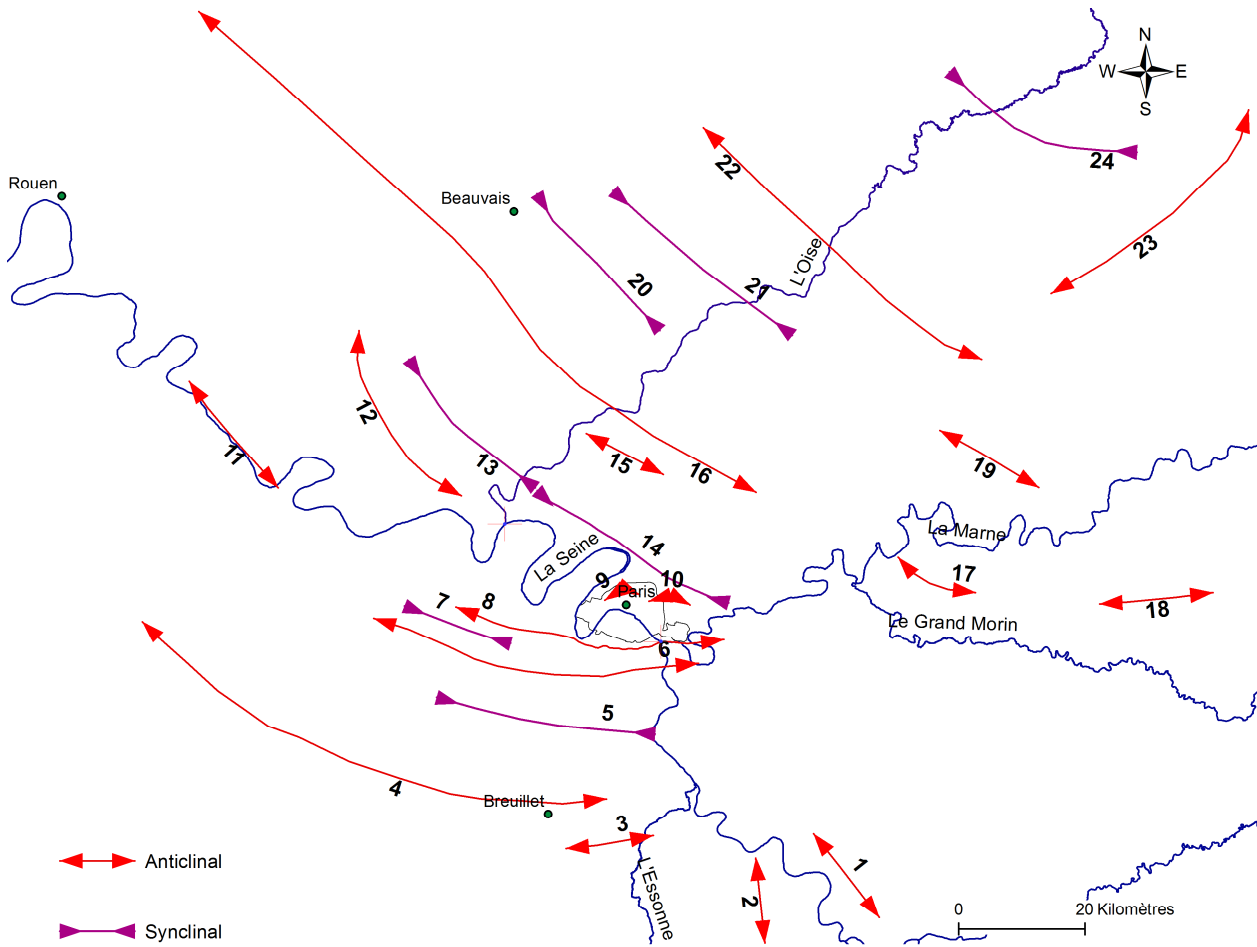 N
W E
S
24
22
Rouen
Beauvais
23
L'Oise
20
21
12
13
11
15
16
19
La Marne
14
La Seine
9
10
Paris
17
18
7
8
Le Grand Morin
6
5
4
Breuillet
3
1
2
L'Essonne
Anticlinal
Synclinal
0 20 Kilomètres